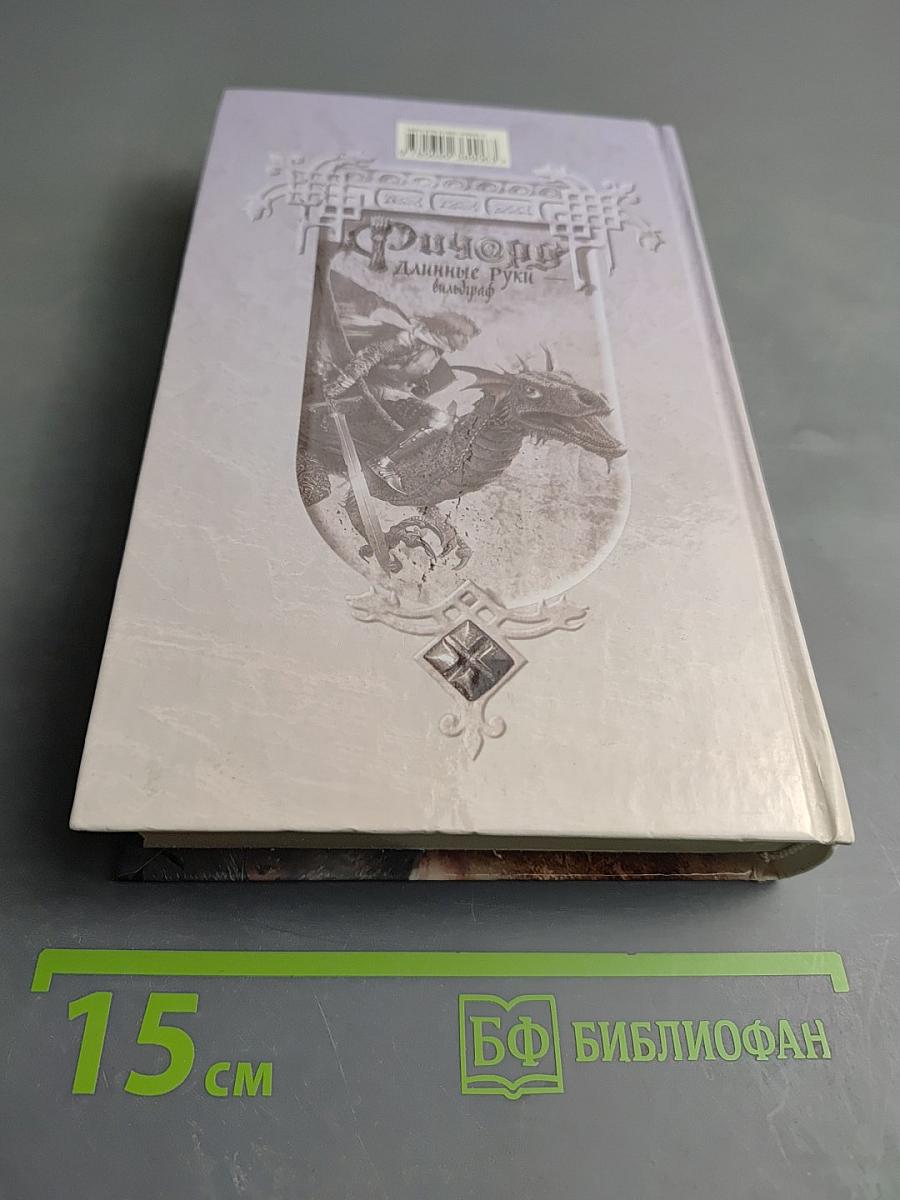 Ричард
Длинные Руки —
вильдграф
15 см
БФ БИБЛИОФАН